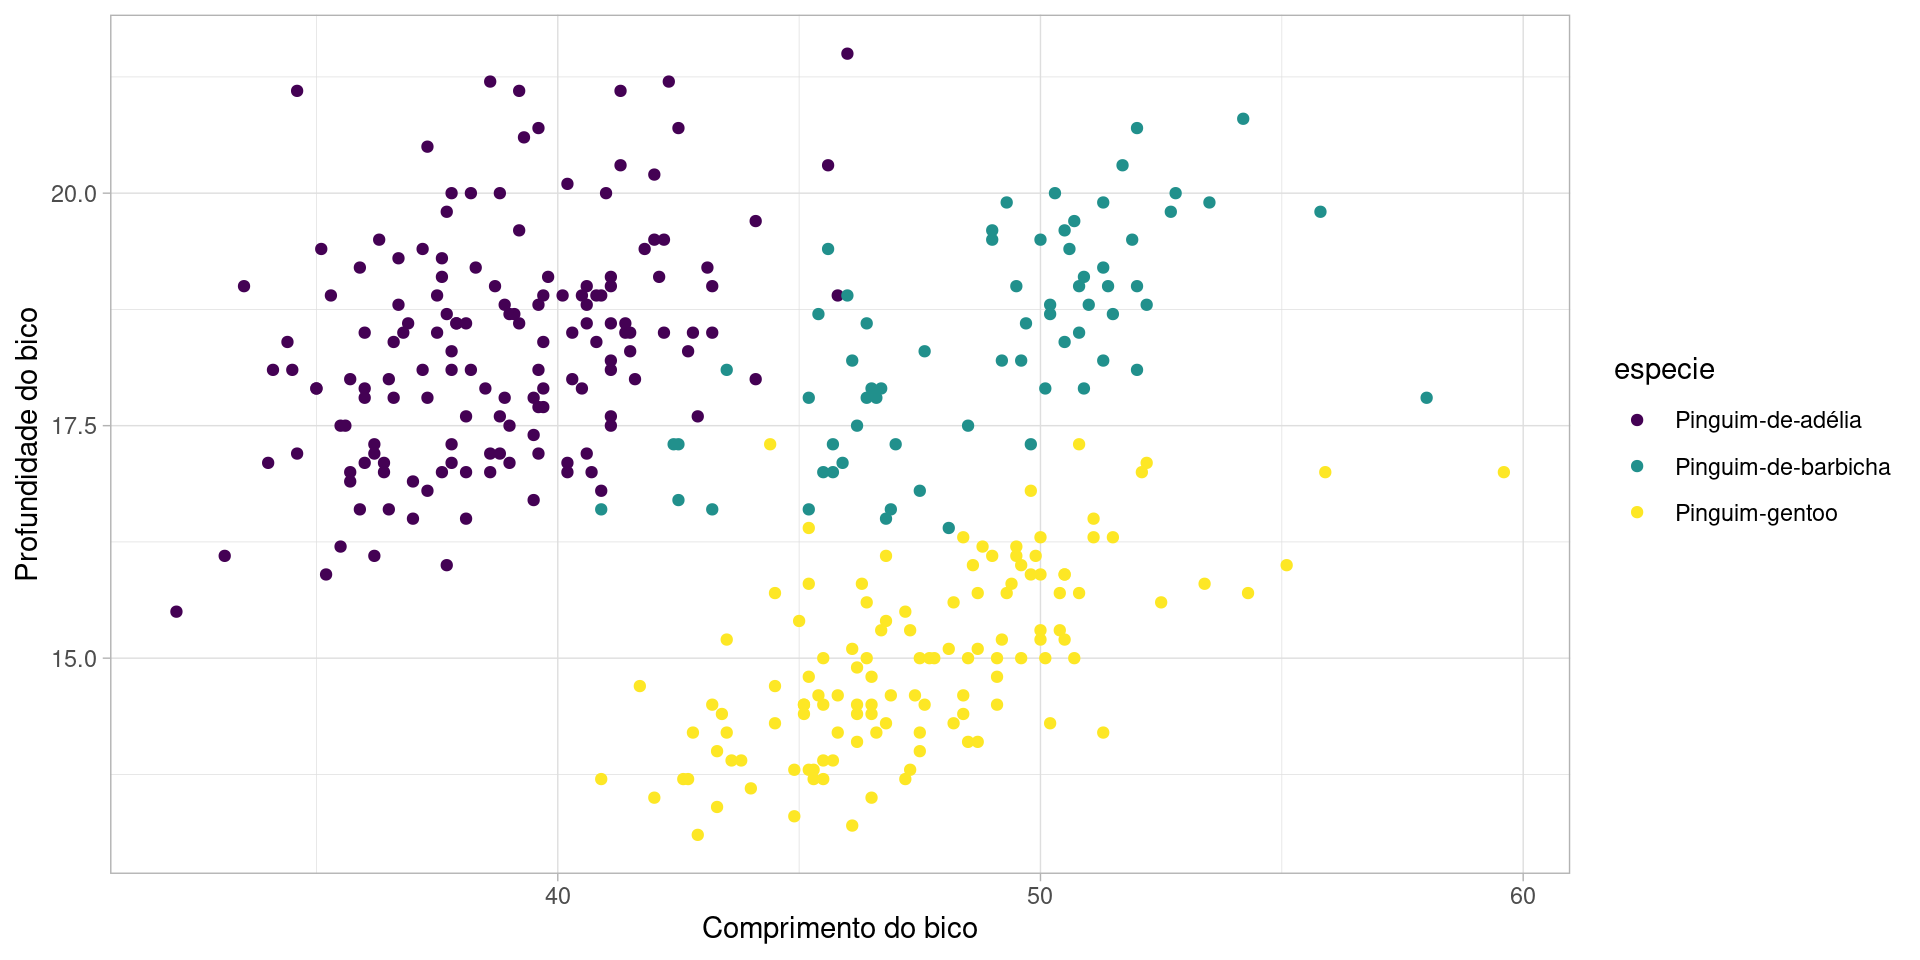 Profundidade do bico
20.0
17.5
15.0
40
50
60
Comprimento do bico
especie
Pinguim-de-adélia
Pinguim-de-barbicha
Pinguim-gentoo